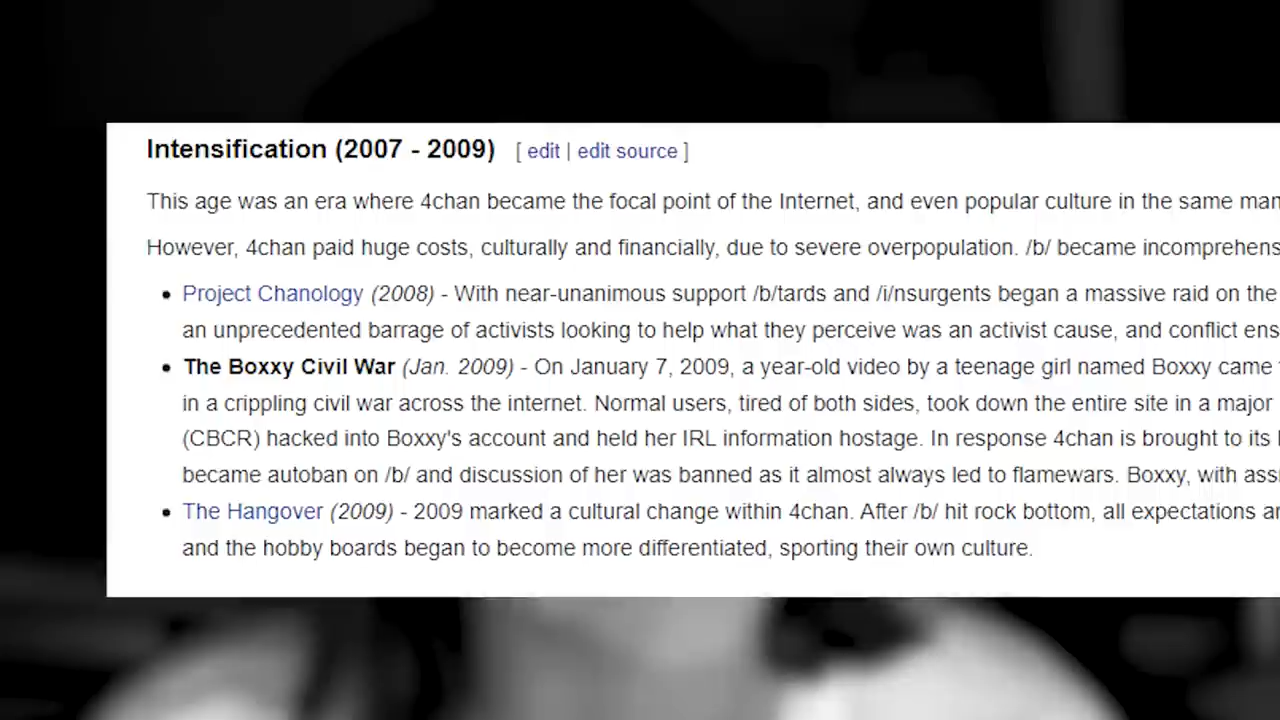 Intensification (2007 - 2009) [ edit | edit source ]
This age was an era where 4chan became the focal point of the Internet, and even popular culture in the same
However, 4chan paid huge costs, culturally and financially, due to severe overpopulation. /b/ became
Project Chanology (2008) - With near-unanimous support /b/tards and /i/nsurgents began a massive raid on the
an unprecedented barrage of activists looking to help what they perceive was an activist cause, and conflict
The Boxxy Civil War (Jan. 2009) - On January 7, 2009, a year-old video by a teenage girl named Boxxy came
in a crippling civil war across the internet. Normal users, tired of both sides, took down the entire site in a major
(CBCR) hacked into Boxxy's account and held her IRL information hostage. In response 4chan is brought to its
became autoban on /b/ and discussion of her was banned as it almost always led to flamewars. Boxxy, with
The Hangover (2009) - 2009 marked a cultural change within 4chan. After /b/ hit rock bottom, all expectations
and the hobby boards began to become more differentiated, sporting their own culture.